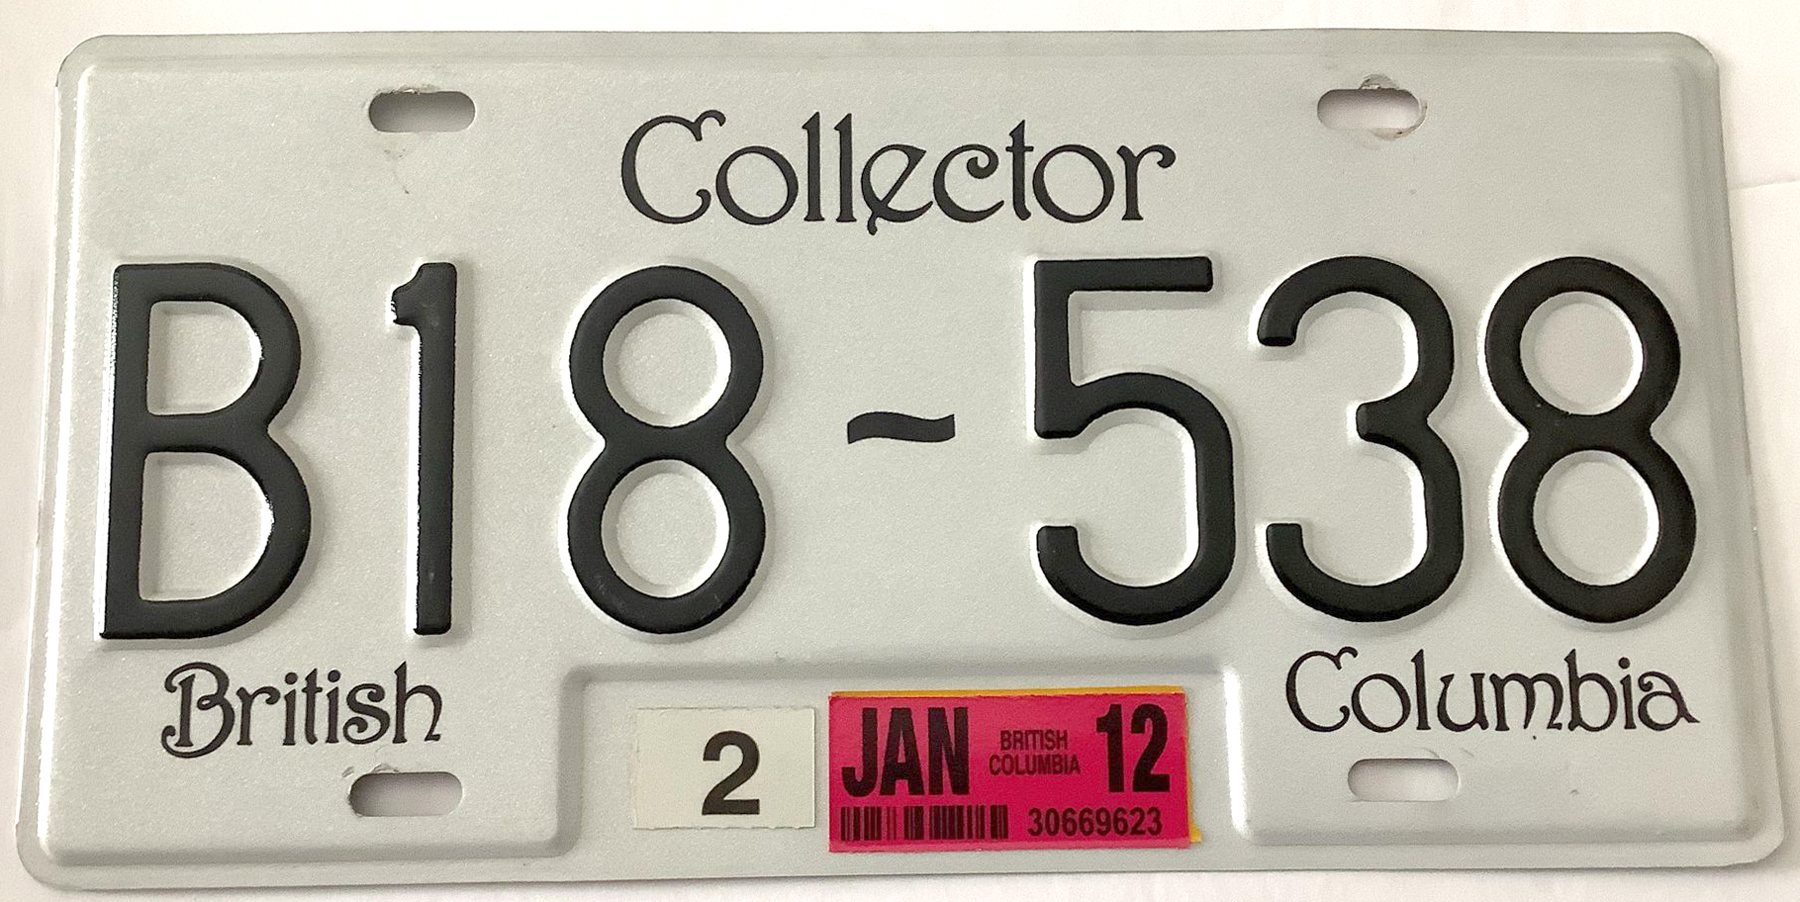 Collector
B18~538
British Columbia
2 JAN BRITISH COLUMBIA 12
30669623